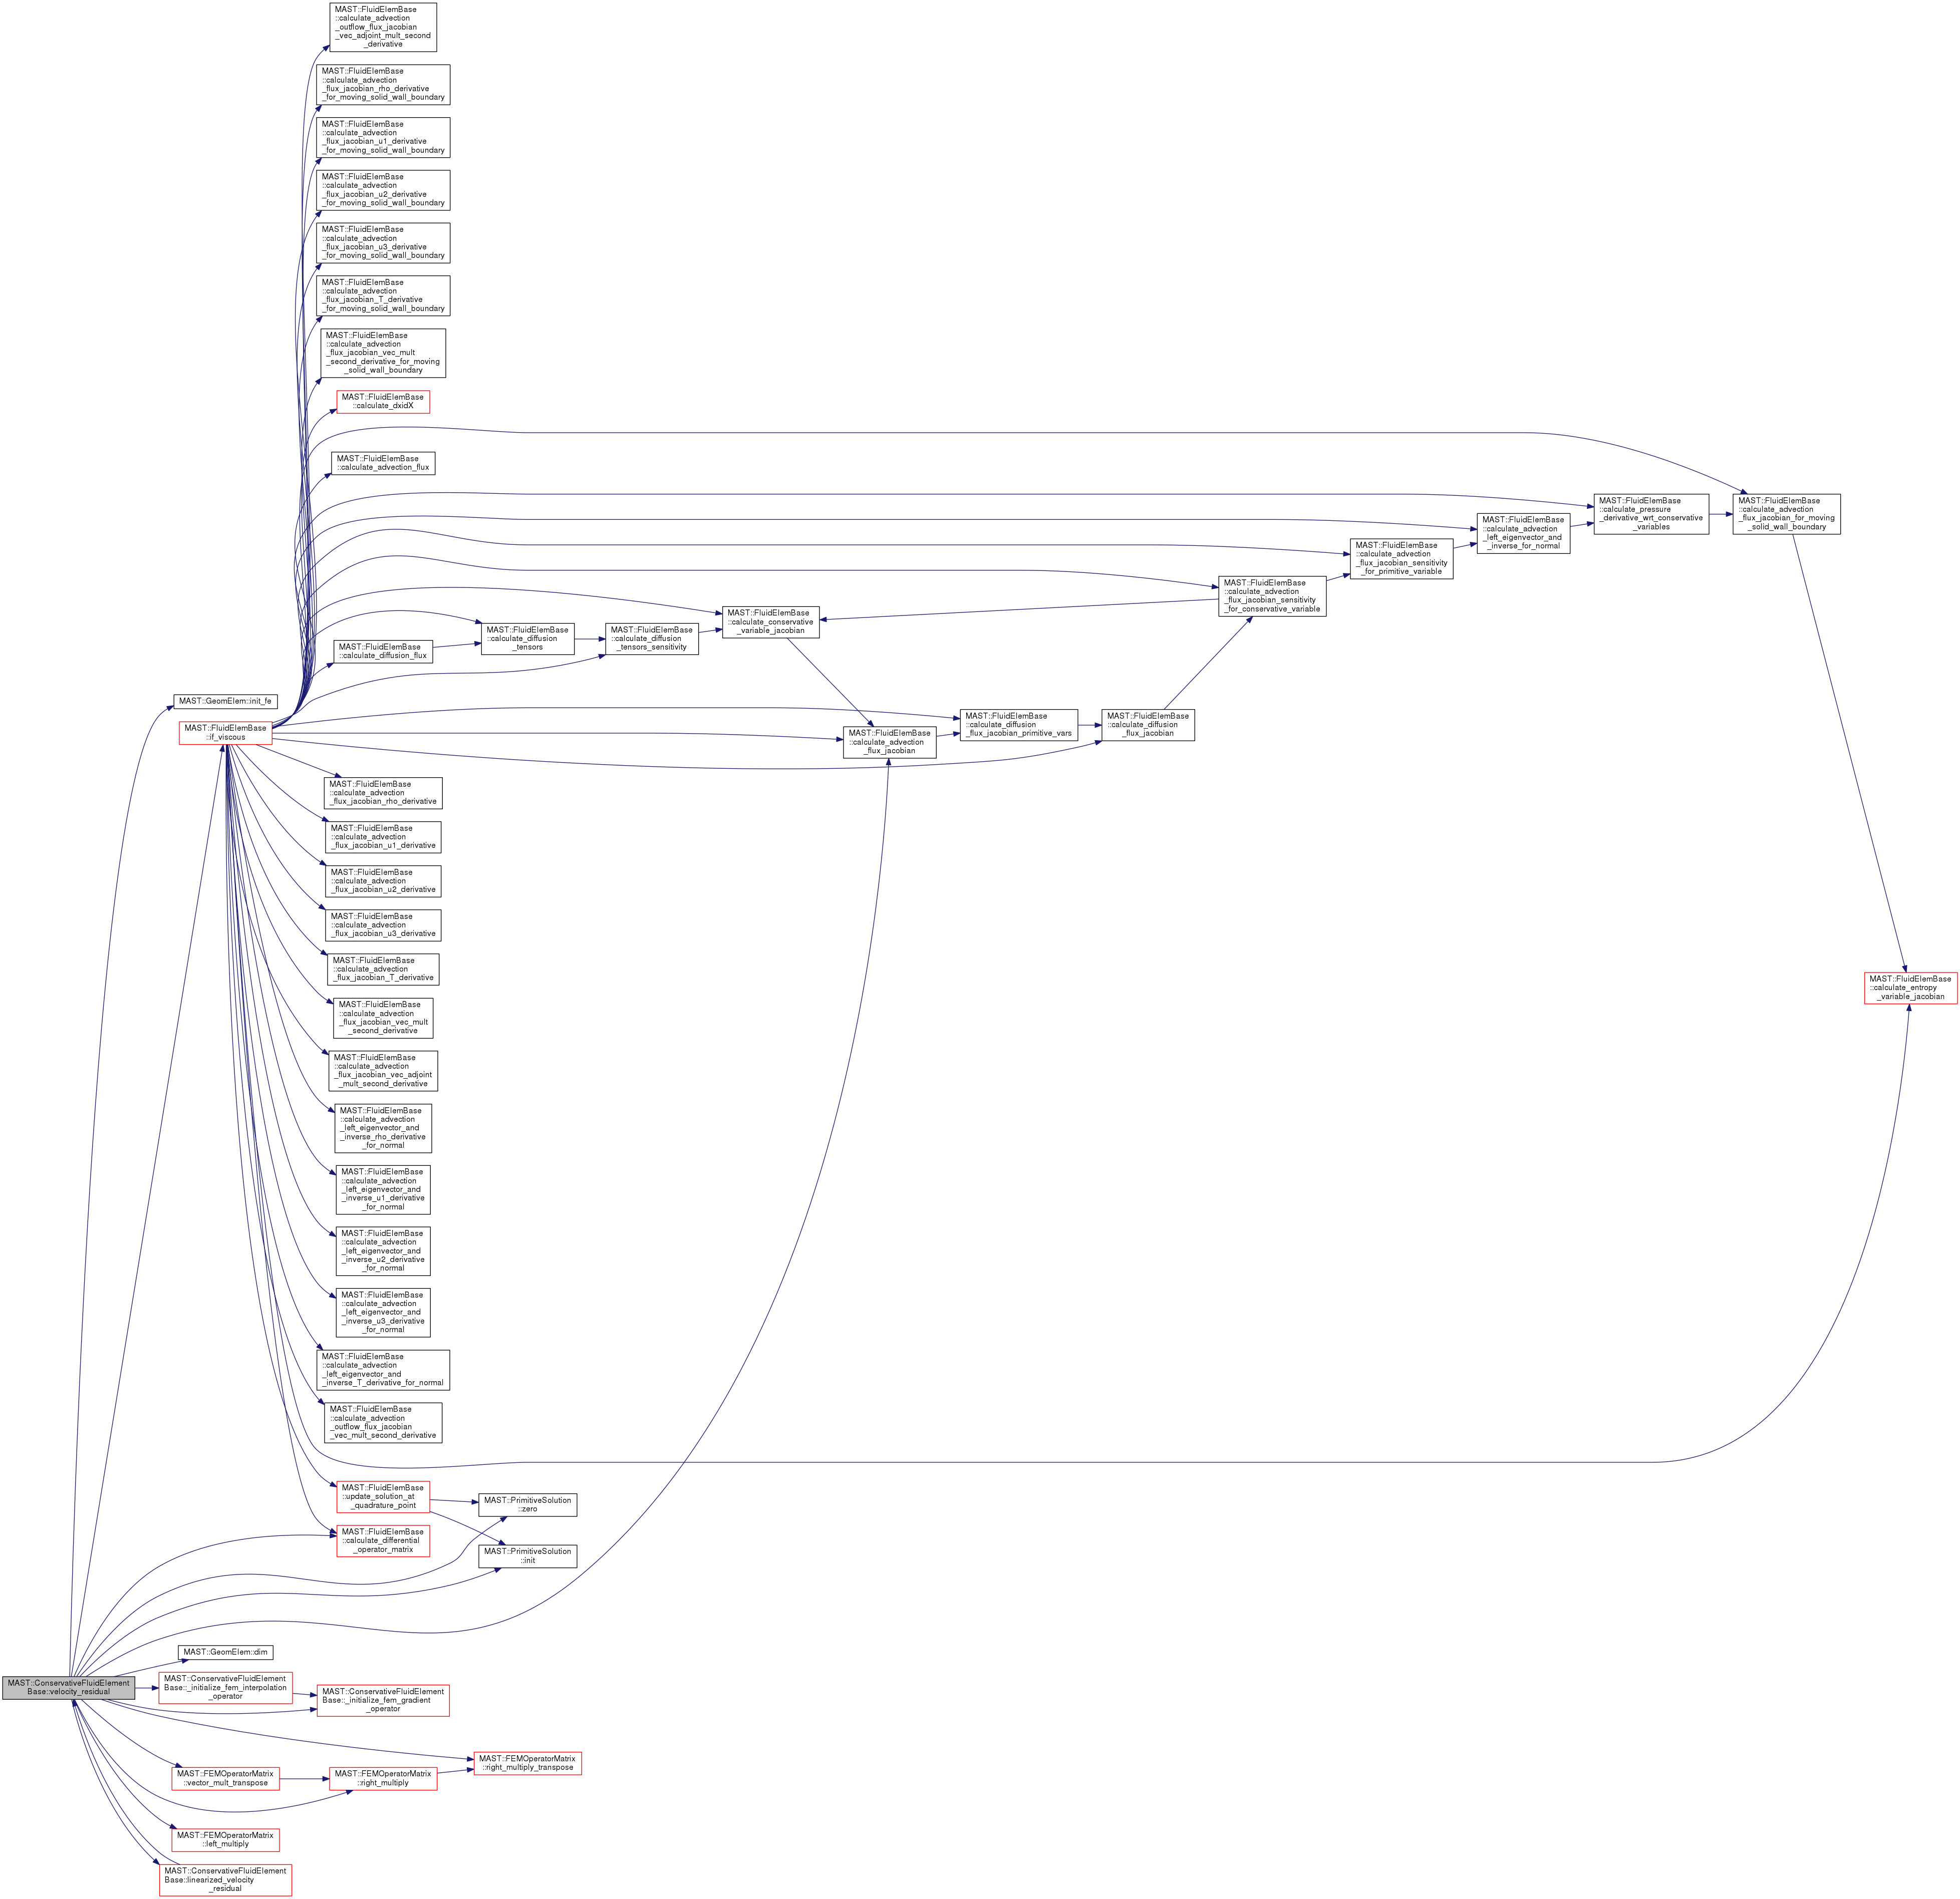 MAST::FluidElemBase
::calculate_advection
_outflow_flux_jacobian
_vec_adjoint_mult_second
_derivative
MAST::FluidElemBase
::calculate_advection
_flux_jacobian_rho_derivative
_for_moving_solid_wall_boundary
MAST::FluidElemBase
::calculate_advection
_flux_jacobian_u1_derivative
_for_moving_solid_wall_boundary
MAST::FluidElemBase
::calculate_advection
_flux_jacobian_u2_derivative
_for_moving_solid_wall_boundary
MAST::FluidElemBase
::calculate_advection
_flux_jacobian_u3_derivative
_for_moving_solid_wall_boundary
MAST::FluidElemBase
::calculate_advection
_flux_jacobian_T_derivative
_for_moving_solid_wall_boundary
MAST::FluidElemBase
::calculate_advection
_flux_jacobian_vec_mult
_second_derivative_for_moving
_solid_wall_boundary
MAST::FluidElemBase
::calculate_dxidX
MAST::FluidElemBase
::calculate_advection_flux
MAST::FluidElemBase
::calculate_pressure
_derivative_wrt_conservative
_variables
MAST::FluidElemBase
::calculate_advection
_flux_jacobian_for_moving
_solid_wall_boundary
MAST::FluidElemBase
::calculate_advection
_left_eigenvector_and
_inverse_for_normal
MAST::FluidElemBase
::calculate_advection
_flux_jacobian_sensitivity
_for_primitive_variable
MAST::FluidElemBase
::calculate_advection
_flux_jacobian_sensitivity
_for_conservative_variable
MAST::FluidElemBase
::calculate_conservative
_variable_jacobian
MAST::FluidElemBase
::calculate_diffusion
_tensors
MAST::FluidElemBase
::calculate_diffusion
_tensors_sensitivity
MAST::FluidElemBase
::calculate_diffusion_flux
MAST::GeomElem::init_fe
MAST::FluidElemBase
::if_viscous
MAST::FluidElemBase
::calculate_advection
_flux_jacobian
MAST::FluidElemBase
::calculate_diffusion
_flux_jacobian_primitive_vars
MAST::FluidElemBase
::calculate_diffusion
_flux_jacobian
MAST::FluidElemBase
::calculate_advection
_flux_jacobian_rho_derivative
MAST::FluidElemBase
::calculate_advection
_flux_jacobian_u1_derivative
MAST::FluidElemBase
::calculate_advection
_flux_jacobian_u2_derivative
MAST::FluidElemBase
::calculate_advection
_flux_jacobian_u3_derivative
MAST::FluidElemBase
::calculate_advection
_flux_jacobian_T_derivative
MAST::FluidElemBase
::calculate_entropy
_variable_jacobian
MAST::FluidElemBase
::calculate_advection
_flux_jacobian_vec_mult
_second_derivative
MAST::FluidElemBase
::calculate_advection
_flux_jacobian_vec_adjoint
_mult_second_derivative
MAST::FluidElemBase
::calculate_advection
_left_eigenvector_and
_inverse_rho_derivative
_for_normal
MAST::FluidElemBase
::calculate_advection
_left_eigenvector_and
_inverse_u1_derivative
_for_normal
MAST::FluidElemBase
::calculate_advection
_left_eigenvector_and
_inverse_u2_derivative
_for_normal
MAST::FluidElemBase
::calculate_advection
_left_eigenvector_and
_inverse_u3_derivative
_for_normal
MAST::FluidElemBase
::calculate_advection
_left_eigenvector_and
_inverse_T_derivative_for_normal
MAST::FluidElemBase
::calculate_advection
_outflow_flux_jacobian
_vec_mult_second_derivative
MAST::FluidElemBase
::update_solution_at
_quadrature_point
MAST::PrimitiveSolution
::zero
MAST::FluidElemBase
::calculate_differential
_operator_matrix
MAST::PrimitiveSolution
::init
MAST::GeomElem::dim
MAST::ConservativeFluidElement
Base::velocity_residual
MAST::ConservativeFluidElement
Base::_initialize_fem_interpolation
_operator
MAST::ConservativeFluidElement
Base::_initialize_fem_gradient
_operator
MAST::FEMOperatorMatrix
::vector_mult_transpose
MAST::FEMOperatorMatrix
::right_multiply
MAST::FEMOperatorMatrix
::right_multiply_transpose
MAST::FEMOperatorMatrix
::left_multiply
MAST::ConservativeFluidElement
Base::linearized_velocity
_residual